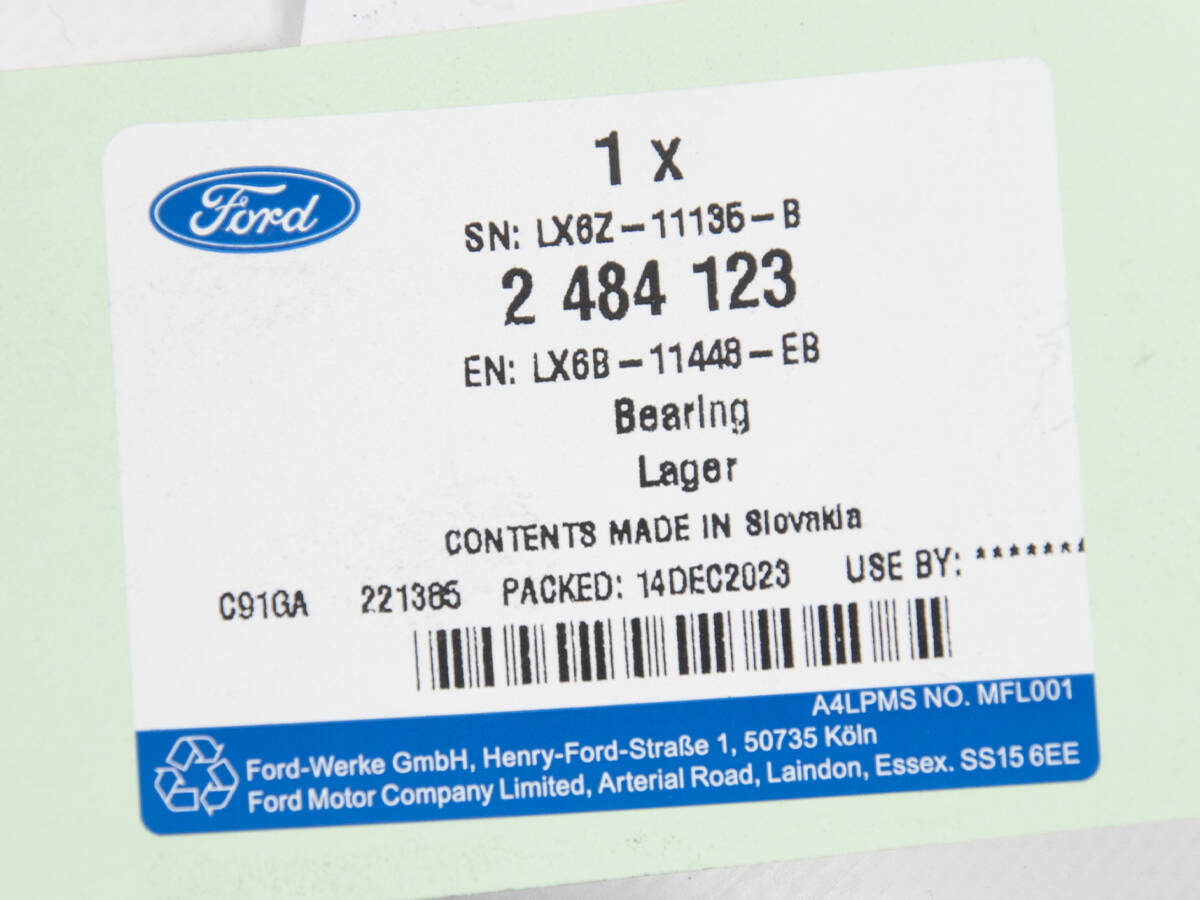 Ford
1 x
SN: LX6Z-11135-B
2 484 123
EN: LX6B-11448-EB
Bearing
Lager
CONTENTS MADE IN Slovakia
C91GA 221385 PACKED: 14DEC2023 USE BY: *******
A4LPMS NO. MFL001
Ford-Werke GmbH, Henry-Ford-Straße 1, 50735 Köln
Ford Motor Company Limited, Arterial Road, Laindon, Essex. SS15 6EE